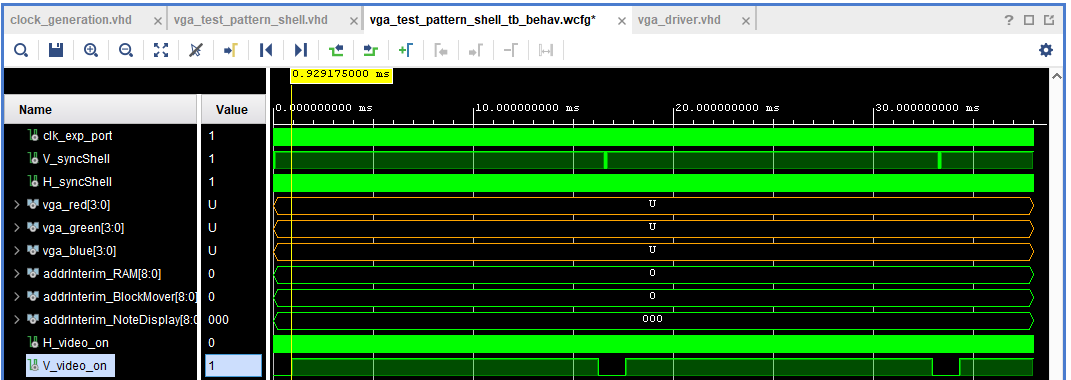 clock_generation.vhd × vga_test_pattern_shell.vhd × vga_test_pattern_shell_tb_behav.wcfg* × vga_driver.vhd ×
0.929175000 ms
Name Value
0.000000000 ms 10.000000000 ms 20.000000000 ms 30.000000000 ms
clk_exp_port 1
V_syncShell 1
H_syncShell 1
vga_red[3:0] U U
vga_green[3:0] U U
vga_blue[3:0] U U
addrInterim_RAM[8:0] 0 0
addrInterim_BlockMover[8:0] 0 0
addrInterim_NoteDisplay[8:0 000 000
H_video_on 0
V_video_on 1